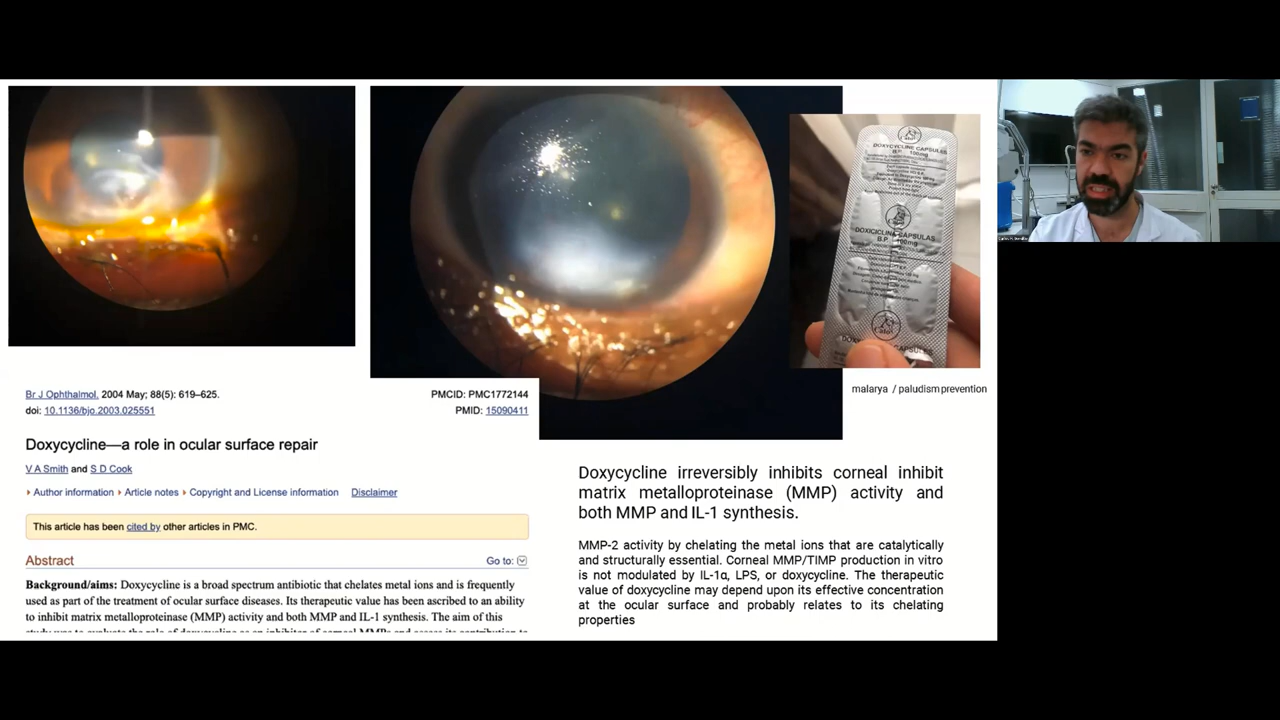 DOXYCYCLINE CAPSULES
B.P. 100mg
DOXICICLINA CAPSULAS
B.P. 100mg
malarya / paludism prevention
Br J Ophthalmol. 2004 May; 88(5): 619–625.
PMCID: PMC1772144
doi: 10.1136/bjo.2003.025551
PMID: 15090411
Doxycycline—a role in ocular surface repair
V A Smith and S D Cook
Author information Article notes Copyright and License information Disclaimer
This article has been cited by other articles in PMC.
Abstract
Go to:
Background/aims: Doxycycline is a broad spectrum antibiotic that chelates metal ions and is frequently
used as part of the treatment of ocular surface diseases. Its therapeutic value has been ascribed to an ability
to inhibit matrix metalloproteinase (MMP) activity and both MMP and IL-1 synthesis. The aim of this
Doxycycline irreversibly inhibits corneal inhibit
matrix metalloproteinase (MMP) activity and
both MMP and IL-1 synthesis.
MMP-2 activity by chelating the metal ions that are catalytically
and structurally essential. Corneal MMP/TIMP production in vitro
is not modulated by IL-1α, LPS, or doxycycline. The therapeutic
value of doxycycline may depend upon its effective concentration
at the ocular surface and probably relates to its chelating
properties